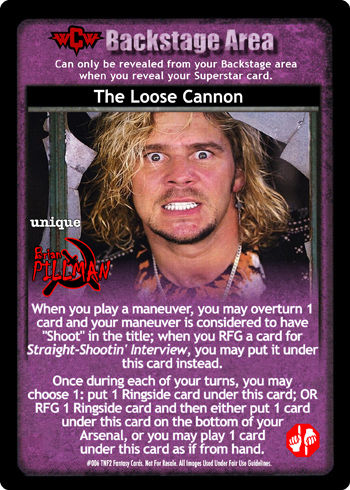 WCW Backstage Area
Can only be revealed from your Backstage area
when you reveal your Superstar card.
The Loose Cannon
unique
Brian
PILLMAN
When you play a maneuver, you may overturn 1
card and your maneuver is considered to have
"Shoot" in the title; when you RFG a card for
Straight-Shootin' Interview, you may put it under
this card instead.
Once during each of your turns, you may
choose 1: put 1 Ringside card under this card; OR
RFG 1 Ringside card and then either put 1 card
under this card on the bottom of your
Arsenal, or you may play 1 card
under this card as if from hand.
#006 TNF2 Fantasy Cards. Not For Resale. All Images Used Under Fair Use Guidelines.